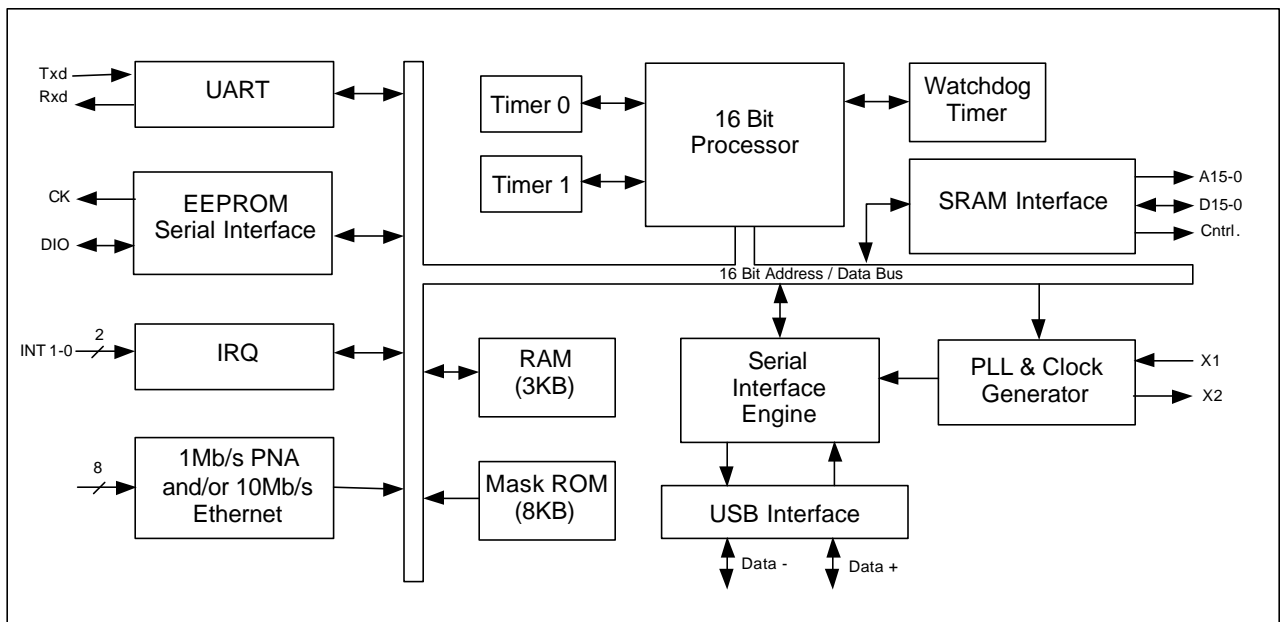 Txd
Rxd
UART
CK
DIO
EEPROM
Serial Interface
INT 1-0
2
IRQ
8
1Mb/s PNA
and/or 10Mb/s
Ethernet
Timer 0
Timer 1
16 Bit
Processor
Watchdog
Timer
SRAM Interface
A15-0
D15-0
Cntrl.
16 Bit Address / Data Bus
RAM
(3KB)
Mask ROM
(8KB)
Serial
Interface
Engine
PLL & Clock
Generator
X1
X2
USB Interface
Data -
Data +